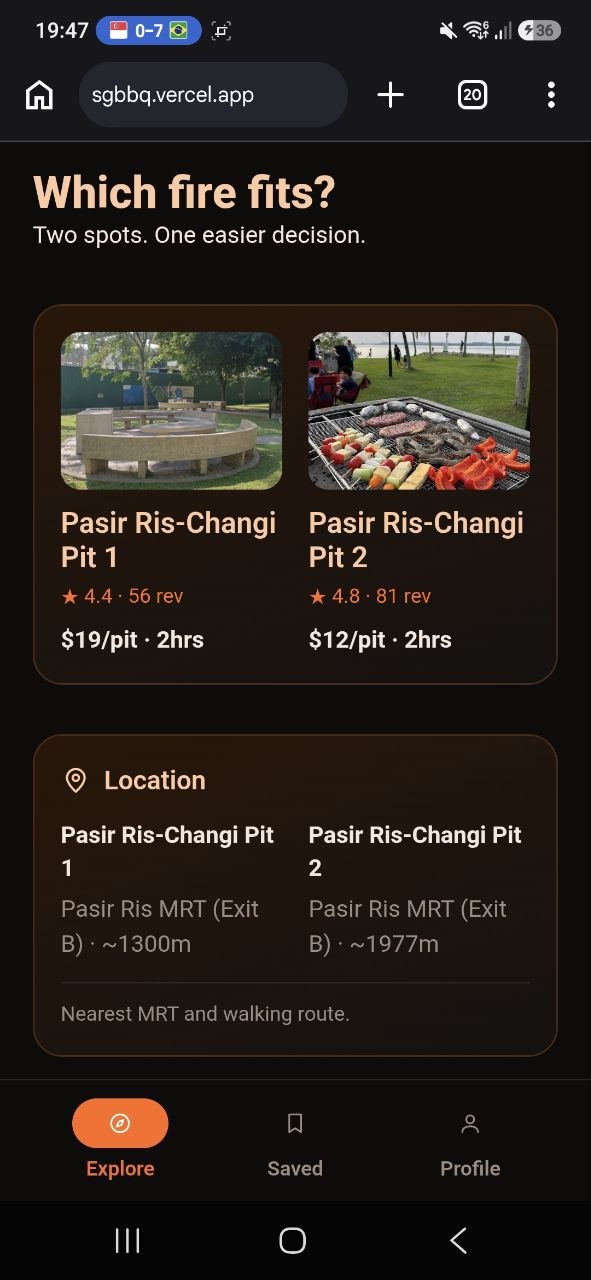 19:47 🇸🇬 0–7 🇧🇷 6 36
sgbbq.vercel.app 20
Which fire fits?
Two spots. One easier decision.
Pasir Ris-Changi Pasir Ris-Changi
Pit 1 Pit 2
★ 4.4 · 56 rev ★ 4.8 · 81 rev
$19/pit · 2hrs $12/pit · 2hrs
Location
Pasir Ris-Changi Pit Pasir Ris-Changi Pit
1 2
Pasir Ris MRT (Exit Pasir Ris MRT (Exit
B) · ~1300m B) · ~1977m
Nearest MRT and walking route.
Explore Saved Profile